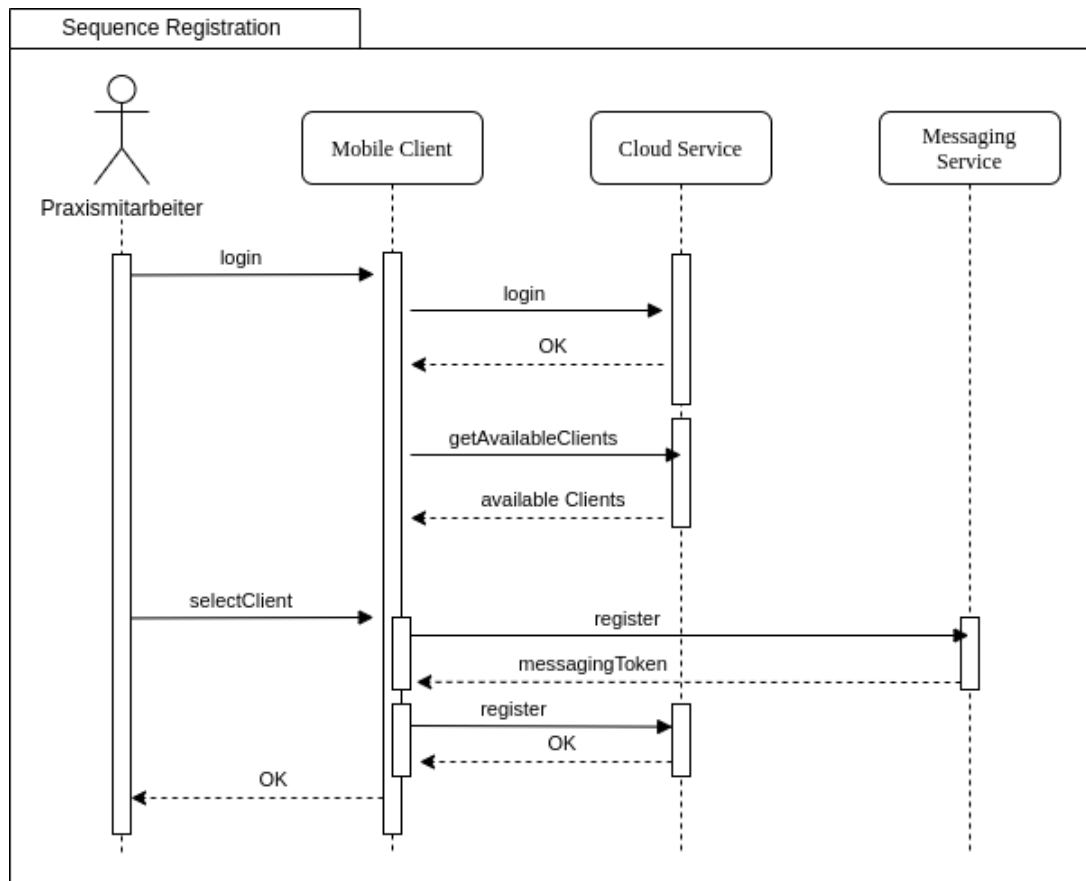 Sequence Registration
Mobile Client
Cloud Service
Messaging
Service
Praxismitarbeiter
login
login
OK
getAvailableClients
available Clients
selectClient
register
messagingToken
register
OK
OK